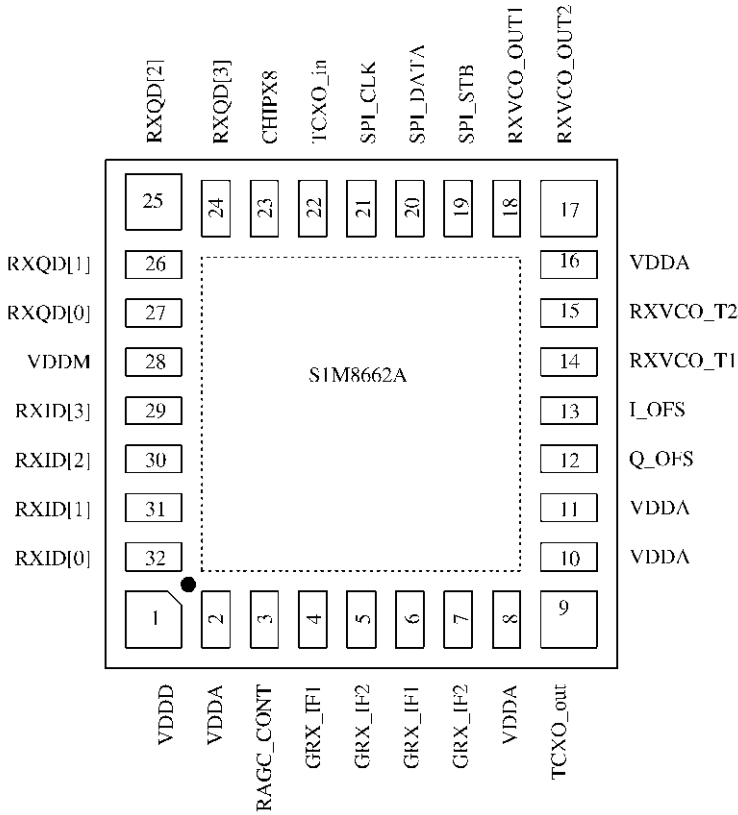 RXQD[2]
RXQD[3]
CHIPX8
TCXO_in
SPI_CLK
SPI_DATA
SPI_STB
RXVCO_OUT1
RXVCO_OUT2
25
24
23
22
21
20
19
18
17
RXQD[1]
26
16
VDDA
RXQD[0]
27
15
RXVCO_T2
VDDM
28
S1M8662A
14
RXVCO_T1
RXID[3]
29
13
I_OFS
RXID[2]
30
12
Q_OFS
RXID[1]
31
11
VDDA
RXID[0]
32
10
VDDA
1
2
3
4
5
6
7
8
9
VDDD
VDDA
RAGC_CONT
GRX_IF1
GRX_IF2
GRX_IF1
GRX_IF2
VDDA
TCXO_out